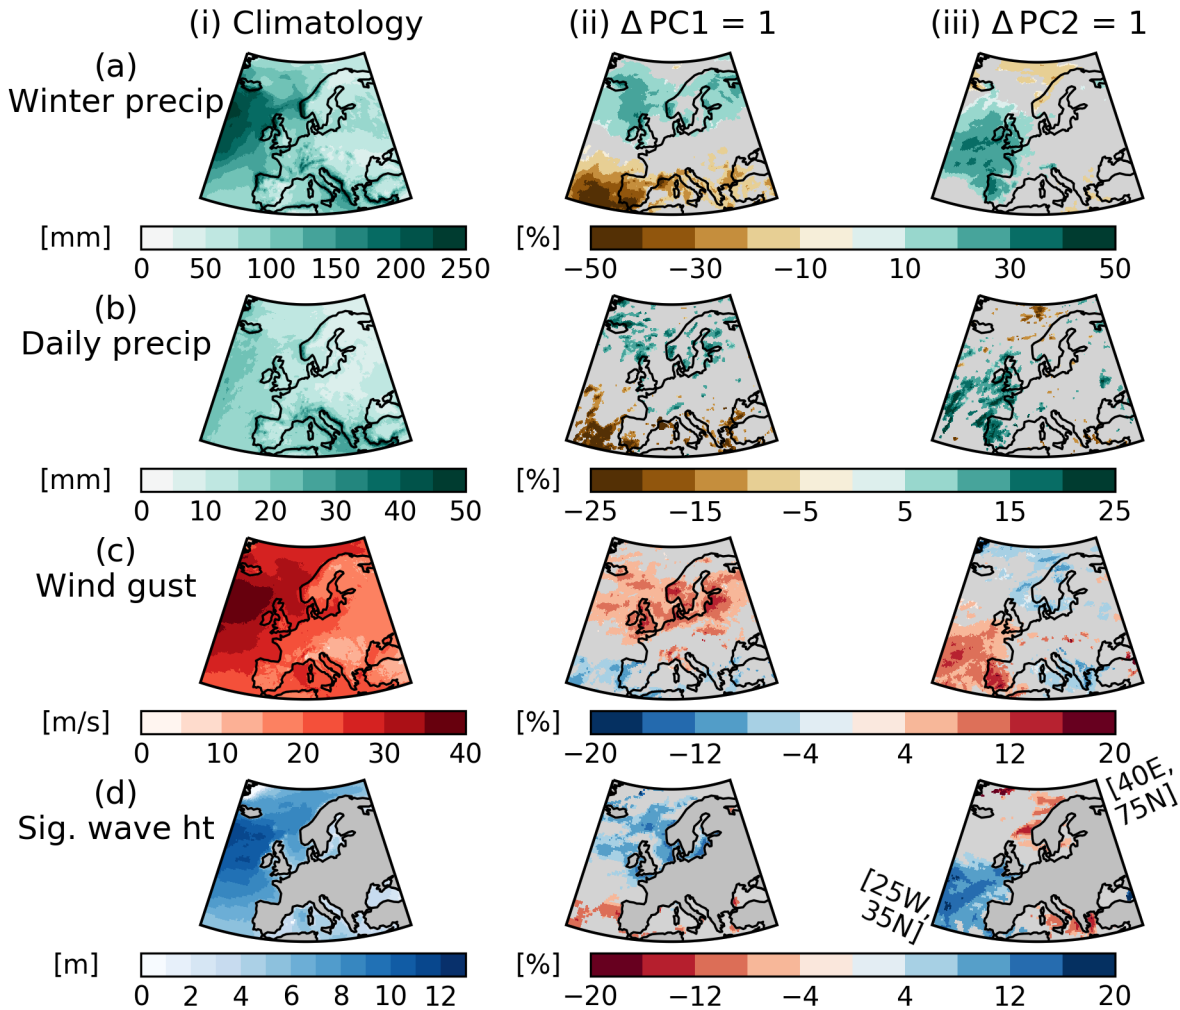 (i) Climatology
(ii) Δ PC1 = 1
(iii) Δ PC2 = 1
(a)
Winter precip
[mm]
0 50 100 150 200 250
[%]
−50 −30 −10 10 30 50
(b)
Daily precip
[mm]
0 10 20 30 40 50
[%]
−25 −15 −5 5 15 25
(c)
Wind gust
[m/s]
0 10 20 30 40
[%]
−20 −12 −4 4 12 20
(d)
Sig. wave ht
[40E,
75N]
[25W,
35N]
[m]
0 2 4 6 8 10 12
[%]
−20 −12 −4 4 12 20